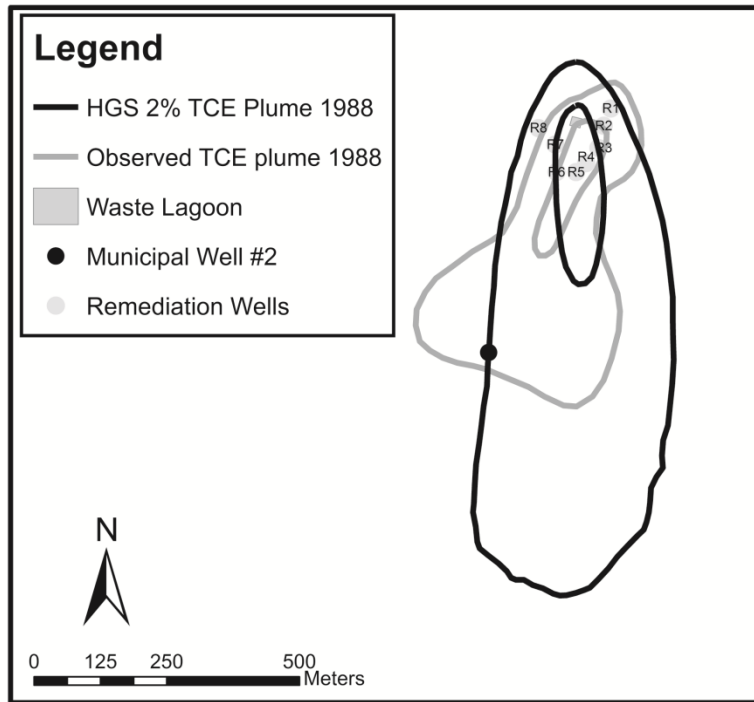 Legend
HGS 2% TCE Plume 1988
Observed TCE plume 1988
Waste Lagoon
Municipal Well #2
Remediation Wells
R1
R8 R2
R7 R3
R4
R6 R5
N
0 125 250 500
Meters